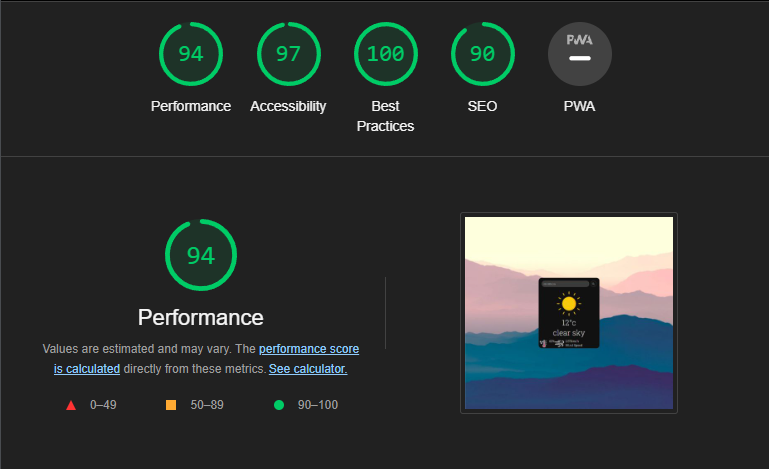 94
97
100
90
PWA
Performance
Accessibility
Best
Practices
SEO
PWA
94
Performance
Values are estimated and may vary. The performance score
is calculated directly from these metrics. See calculator.
0–49
50–89
90–100
12°c
clear sky